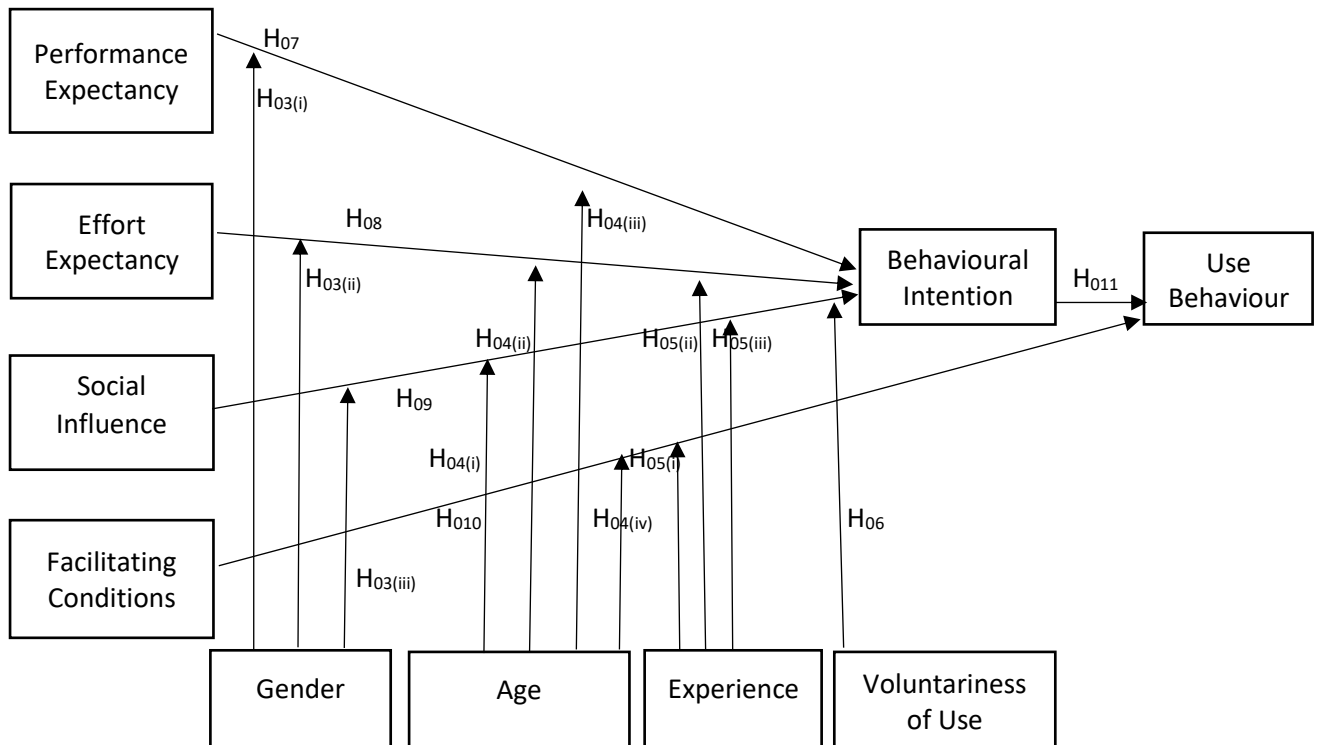 Performance
Expectancy
H07
H03(i)
Effort
Expectancy
H08
H03(ii)
H04(iii)
Behavioural
Intention
H011
Use
Behaviour
H04(ii)
H05(ii)
H05(iii)
Social
Influence
H09
H04(i)
H05(i)
H010
H04(iv)
H06
Facilitating
Conditions
H03(iii)
Gender
Age
Experience
Voluntariness
of Use